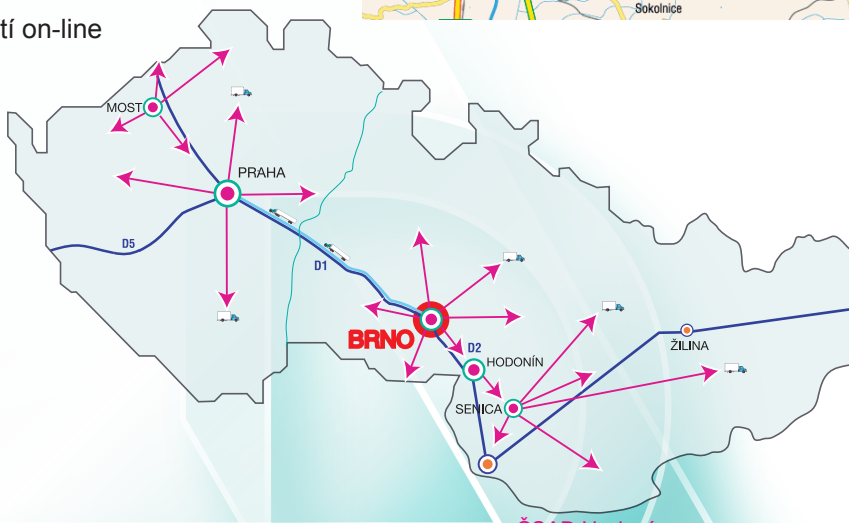 Sokolnice
tí on-line
MOST
PRAHA
D5
D1
BRNO
D2
HODONÍN
ŽILINA
SENICA